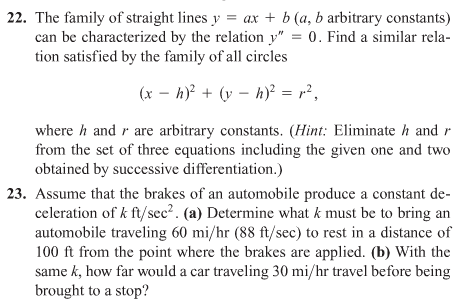 22. The family of straight lines y = ax + b (a, b arbitrary constants)
can be characterized by the relation y″ = 0. Find a similar rela-
tion satisfied by the family of all circles
(x − h)² + (y − h)² = r²,
where h and r are arbitrary constants. (Hint: Eliminate h and r
from the set of three equations including the given one and two
obtained by successive differentiation.)
23. Assume that the brakes of an automobile produce a constant de-
celeration of k ft/sec². (a) Determine what k must be to bring an
automobile traveling 60 mi/hr (88 ft/sec) to rest in a distance of
100 ft from the point where the brakes are applied. (b) With the
same k, how far would a car traveling 30 mi/hr travel before being
brought to a stop?